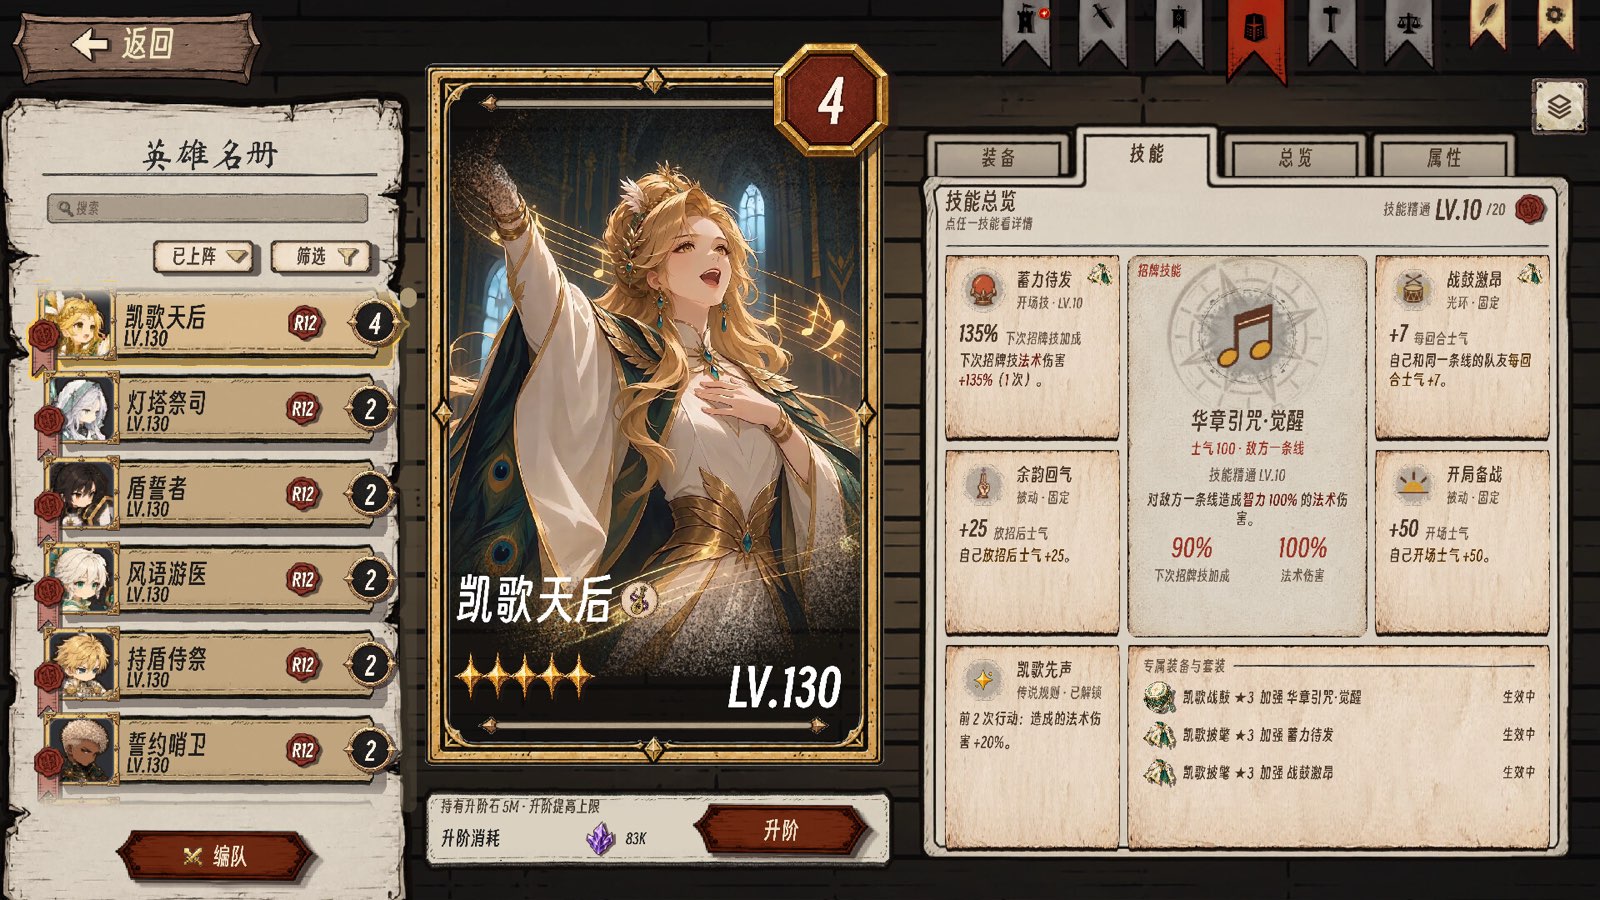 返回
英雄名册
搜索
已上阵
筛选
凯歌天后
LV.130
R12
4
灯塔祭司
LV.130
R12
2
盾誓者
LV.130
R12
2
风语游医
LV.130
R12
2
持盾侍祭
LV.130
R12
2
誓约哨卫
LV.130
R12
2
编队
4
凯歌天后
LV.130
持有升阶石 5M · 升阶提高上限
升阶消耗
83K
升阶
装备
技能
总览
属性
技能总览
点任一技能看详情
技能精通 LV.10 /20
蓄力待发
开场技 · LV.10
135% 下次招牌技加成
下次招牌技法术伤害
+135%（1次）。
余韵回气
被动 · 固定
+25 放招后士气
自己放招后士气+25。
凯歌先声
传说规则 · 已解锁
前 2 次行动：造成的法术伤
害 +20%。
招牌技能
华章引咒·觉醒
士气100 · 敌方一条线
技能精通 LV.10
对敌方一条线造成智力 100% 的法术伤
害。
90%
下次招牌技加成
100%
法术伤害
战鼓激昂
光环 · 固定
+7 每回合士气
自己和同一条线的队友每回
合士气+7。
开局备战
被动 · 固定
+50 开场士气
自己开场士气+50。
专属装备与套装
凯歌战鼓 ★3 加强 华章引咒·觉醒
生效中
凯歌披氅 ★3 加强 蓄力待发
生效中
凯歌披氅 ★3 加强 战鼓激昂
生效中